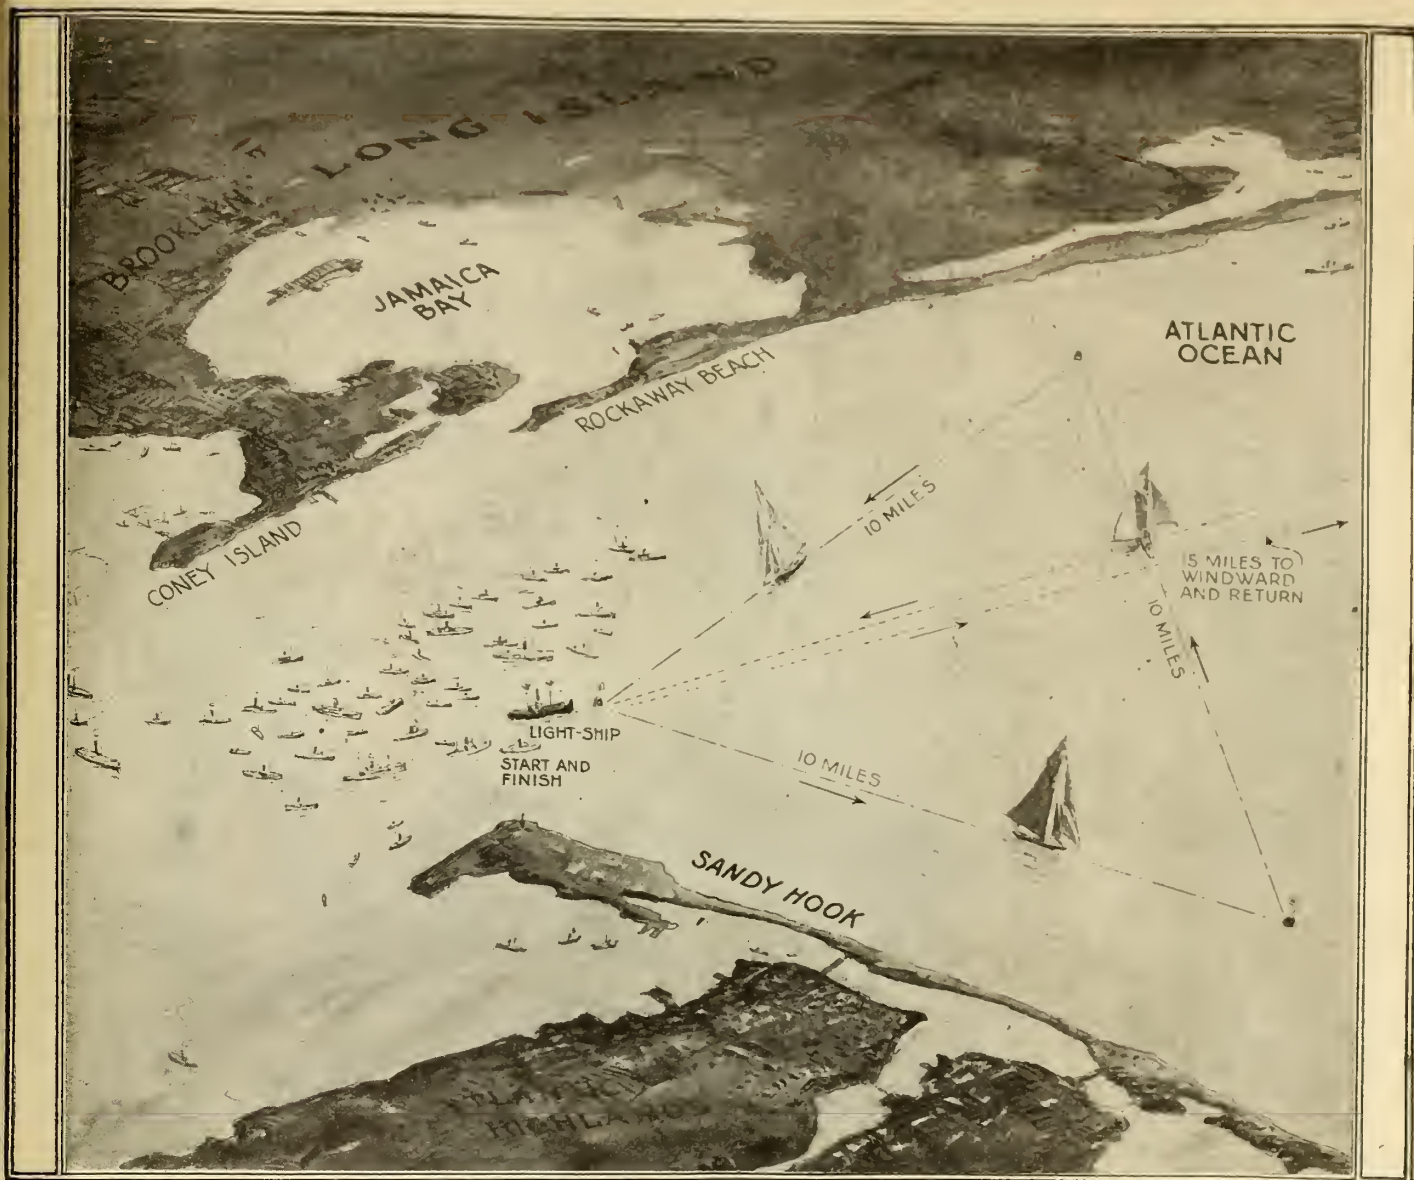 LONG ISLAND
BROOKLYN
JAMAICA
BAY
ATLANTIC
OCEAN
ROCKAWAY BEACH
CONEY ISLAND
10 MILES
15 MILES TO
WINDWARD
AND RETURN
10 MILES
LIGHT-SHIP
START AND
FINISH
10 MILES
SANDY HOOK
ATLANTIC
HIGHLANDS